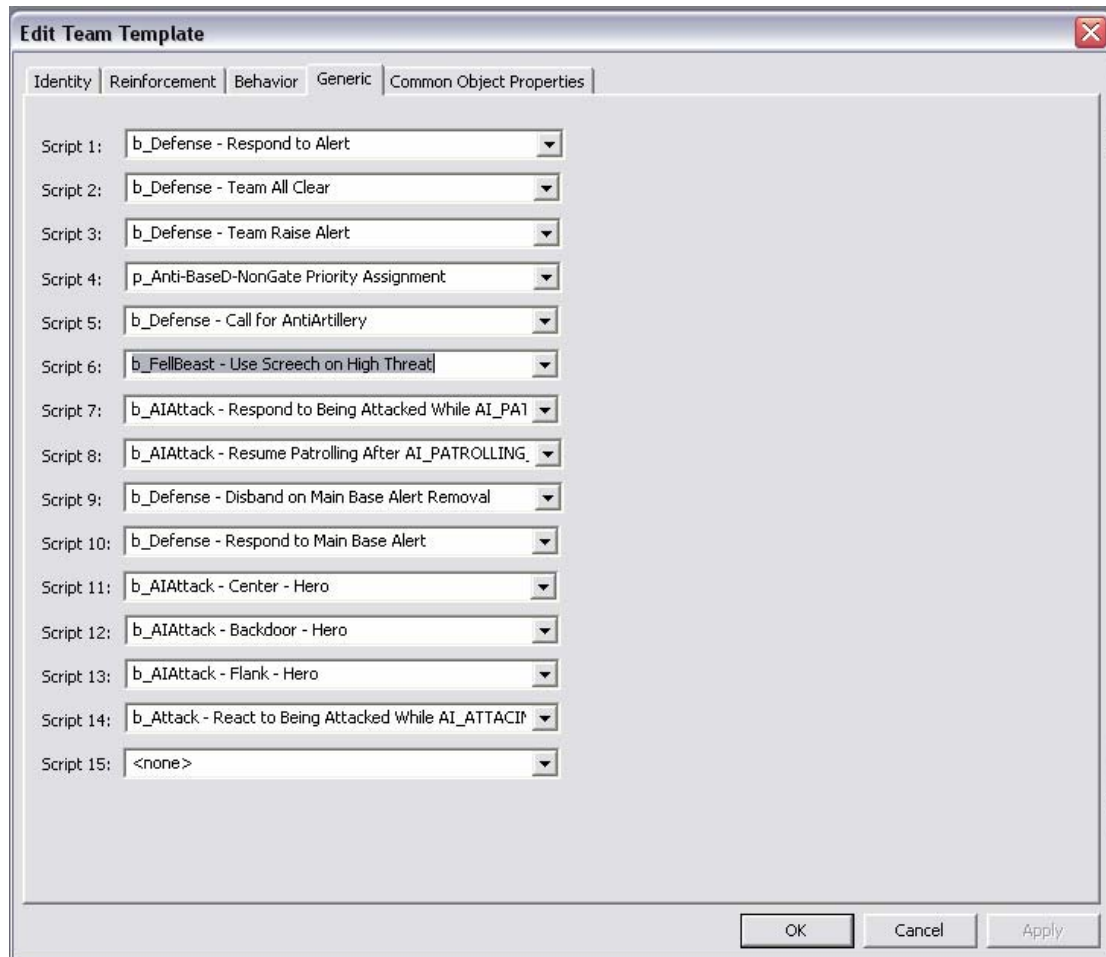 Edit Team Template
Identity Reinforcement Behavior Generic Common Object Properties
Script 1: b_Defense - Respond to Alert
Script 2: b_Defense - Team All Clear
Script 3: b_Defense - Team Raise Alert
Script 4: p_Anti-BaseD-NonGate Priority Assignment
Script 5: b_Defense - Call for AntiArtillery
Script 6: b_FellBeast - Use Screech on High Threat
Script 7: b_AIAttack - Respond to Being Attacked While AI_PAT
Script 8: b_AIAttack - Resume Patrolling After AI_PATROLLING_
Script 9: b_Defense - Disband on Main Base Alert Removal
Script 10: b_Defense - Respond to Main Base Alert
Script 11: b_AIAttack - Center - Hero
Script 12: b_AIAttack - Backdoor - Hero
Script 13: b_AIAttack - Flank - Hero
Script 14: b_Attack - React to Being Attacked While AI_ATTACIN
Script 15: <none>
OK Cancel Apply